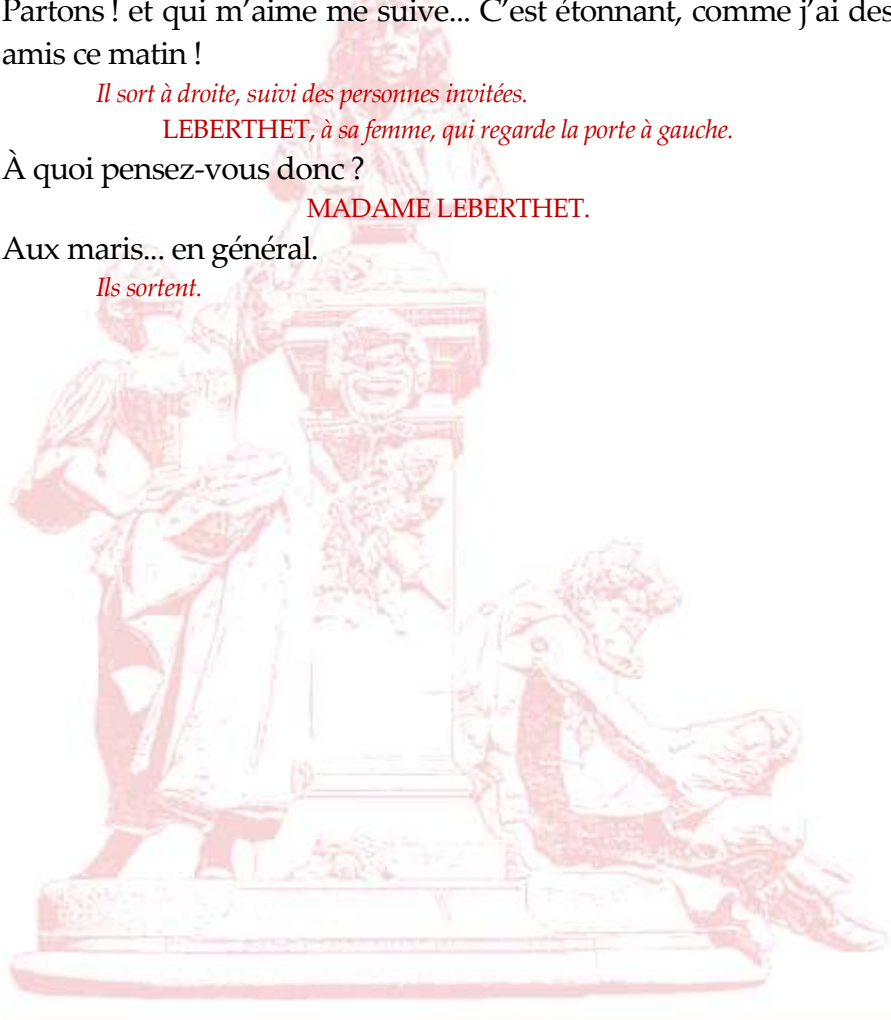 Partons ! et qui m’aime me suive... C’est étonnant, comme j’ai des
amis ce matin !
Il sort à droite, suivi des personnes invitées.
LEBERTHET, à sa femme, qui regarde la porte à gauche.
À quoi pensez-vous donc ?
MADAME LEBERTHET.
Aux maris... en général.
Ils sortent.